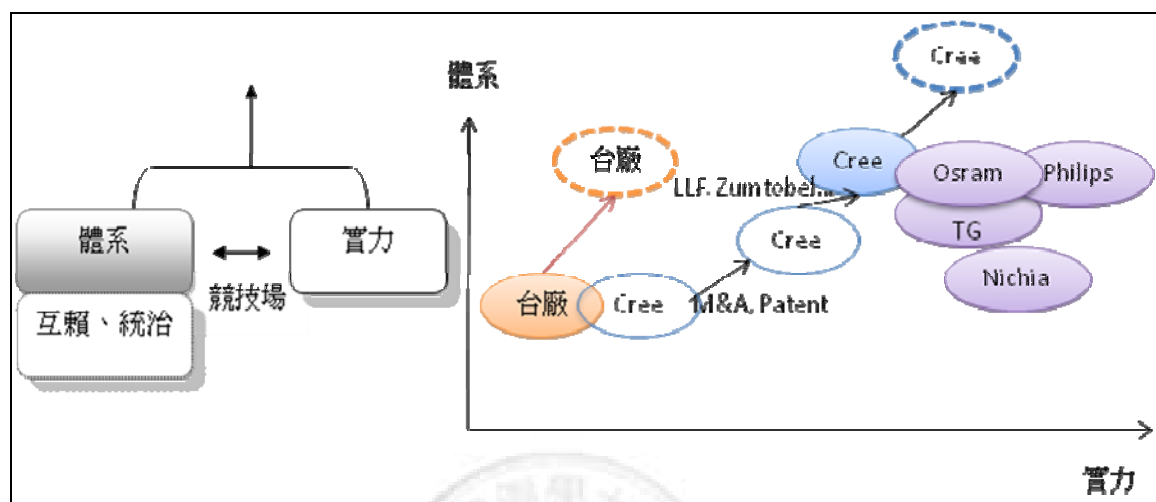 體系
實力
競技場
互賴、統治
體系
Cree
台廠
LLF. Zumtobel...
Cree
Osram
Philips
Cree
TG
Nichia
台廠
Cree
M&A, Patent
實力